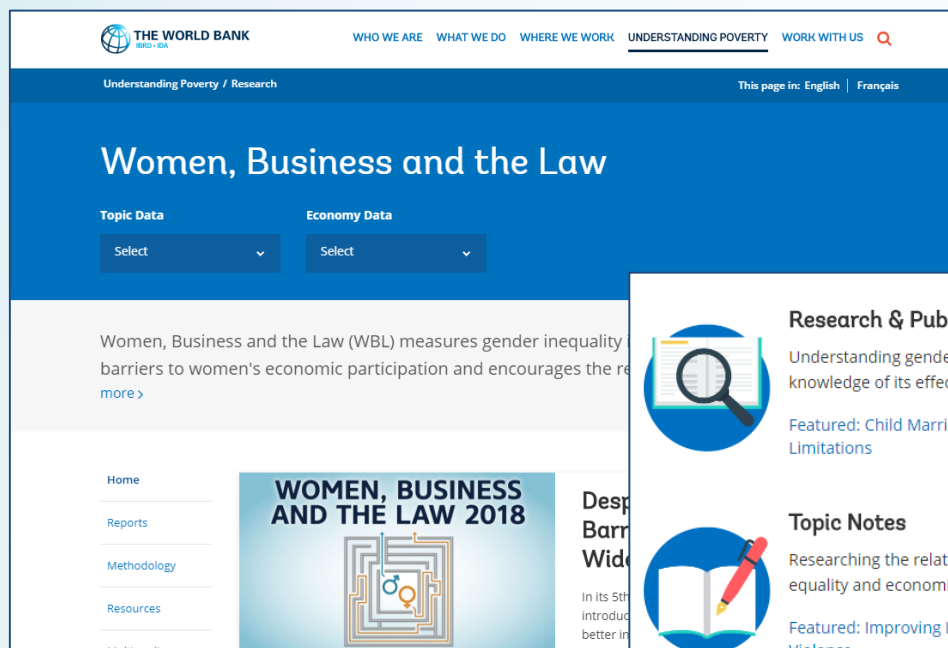 THE WORLD BANK
IBRD • IDA
WHO WE ARE WHAT WE DO WHERE WE WORK UNDERSTANDING POVERTY WORK WITH US
Understanding Poverty / Research
This page in: English | Français
Women, Business and the Law
Topic Data
Economy Data
Select
Select
Women, Business and the Law (WBL) measures gender inequality
barriers to women's economic participation and encourages the
more >
Home
Reports
Methodology
Resources
WOMEN, BUSINESS
AND THE LAW 2018
Desp
Barr
Wide
In its 5th
introduc
better in
Research & Pub
Understanding gende
knowledge of its effec
Featured: Child Marri
Limitations
Topic Notes
Researching the relat
equality and economi
Featured: Improving